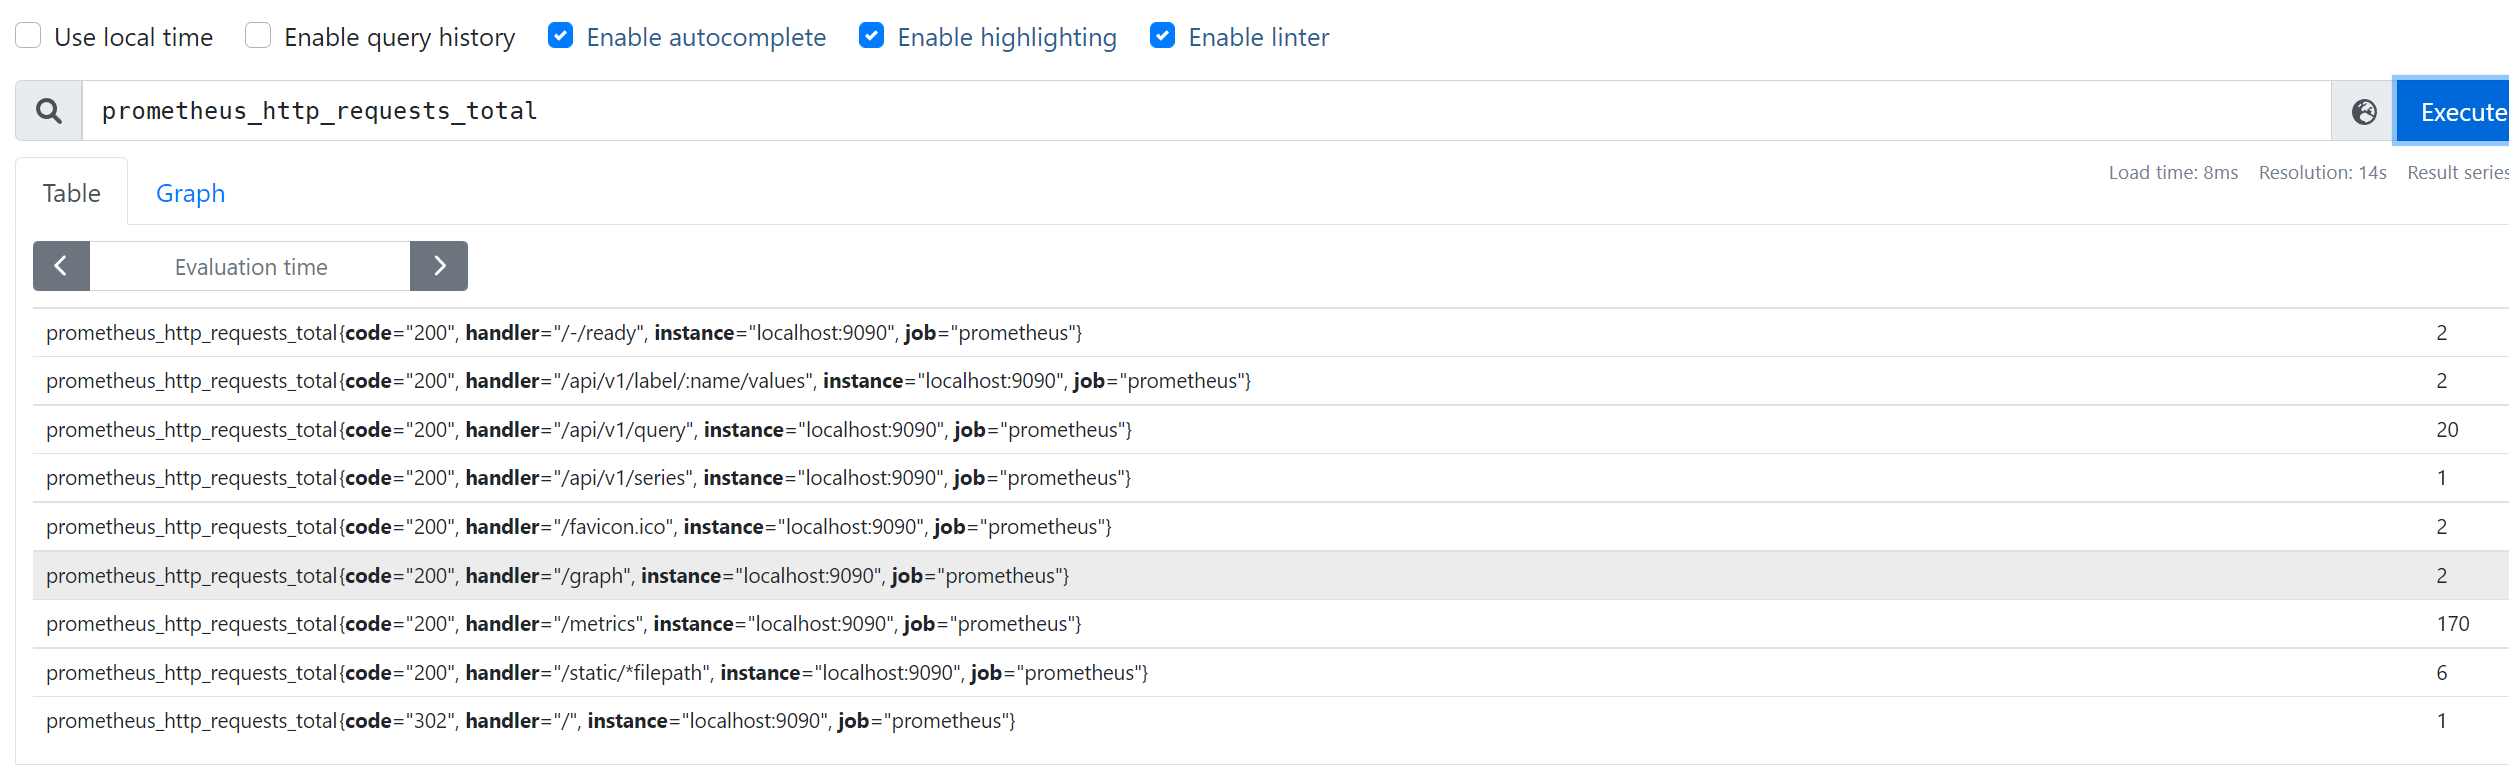 Use local time Enable query history Enable autocomplete Enable highlighting Enable linter
prometheus_http_requests_total Execute
Table Graph Load time: 8ms Resolution: 14s Result series
Evaluation time
prometheus_http_requests_total{code="200", handler="/-/ready", instance="localhost:9090", job="prometheus"} 2
prometheus_http_requests_total{code="200", handler="/api/v1/label/:name/values", instance="localhost:9090", job="prometheus"} 2
prometheus_http_requests_total{code="200", handler="/api/v1/query", instance="localhost:9090", job="prometheus"} 20
prometheus_http_requests_total{code="200", handler="/api/v1/series", instance="localhost:9090", job="prometheus"} 1
prometheus_http_requests_total{code="200", handler="/favicon.ico", instance="localhost:9090", job="prometheus"} 2
prometheus_http_requests_total{code="200", handler="/graph", instance="localhost:9090", job="prometheus"} 2
prometheus_http_requests_total{code="200", handler="/metrics", instance="localhost:9090", job="prometheus"} 170
prometheus_http_requests_total{code="200", handler="/static/*filepath", instance="localhost:9090", job="prometheus"} 6
prometheus_http_requests_total{code="302", handler="/", instance="localhost:9090", job="prometheus"} 1